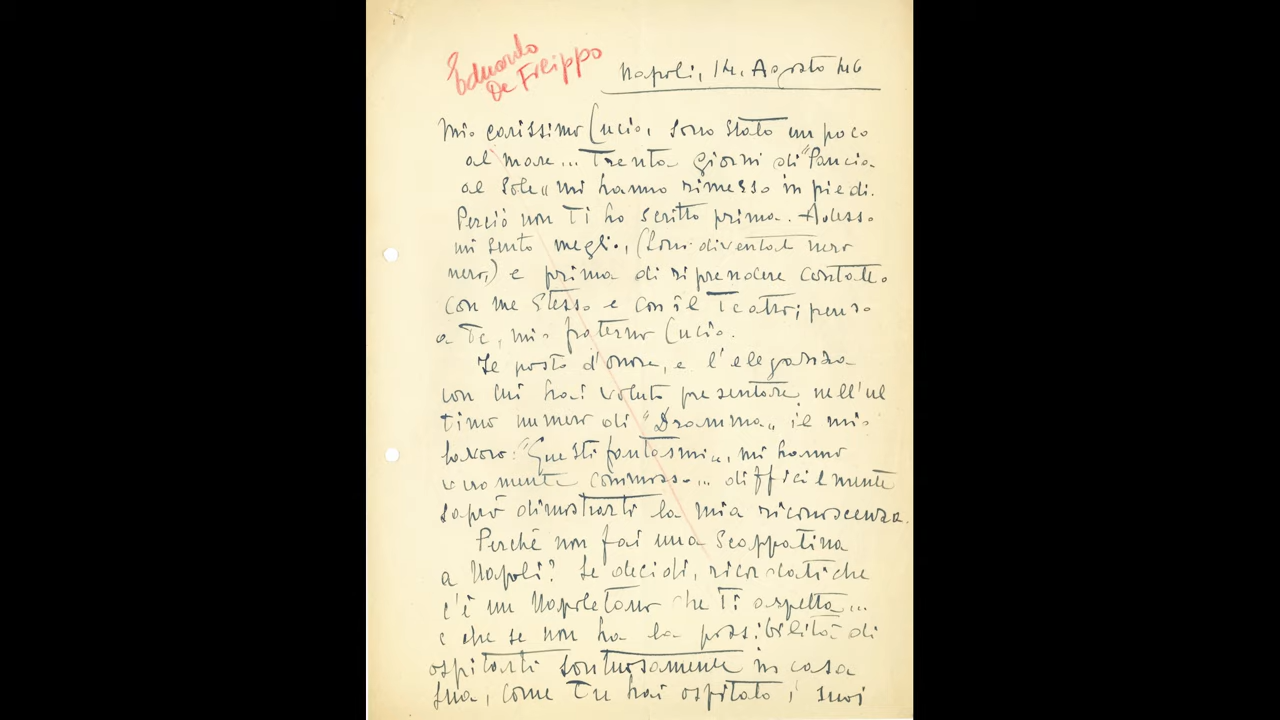 Eduardo
De Filippo
Napoli, 14. Agosto 46
Mio carissimo Lucio, sono stato un poco
al mare... Trenta giorni di "Pancia
al Sole" mi hanno rimesso in piedi.
Perciò non Ti ho scritto prima. Adesso
mi sento meglio, (sono diventat nero
nero,) e prima di riprendere contatto
con me stesso e con il Teatro; penso
a Te, mio fraterno Lucio.
Il posto d'onore, e l'eleganza
con cui hai voluto presentare nell'ul
timo numero di "Dramma" il mio
lavoro: "Questi fantasmi", mi hanno
veramente commosso... difficilmente
saprò dimostrarti la mia riconoscenza.
Perchè non fai una scappatina
a Napoli? Se decidi, ricordati che
c'è un Napoletano che Ti aspetta...
e che se non ha la possibilità di
ospitarti sontuosamente in casa
sua, come Tu hai ospitato i suoi